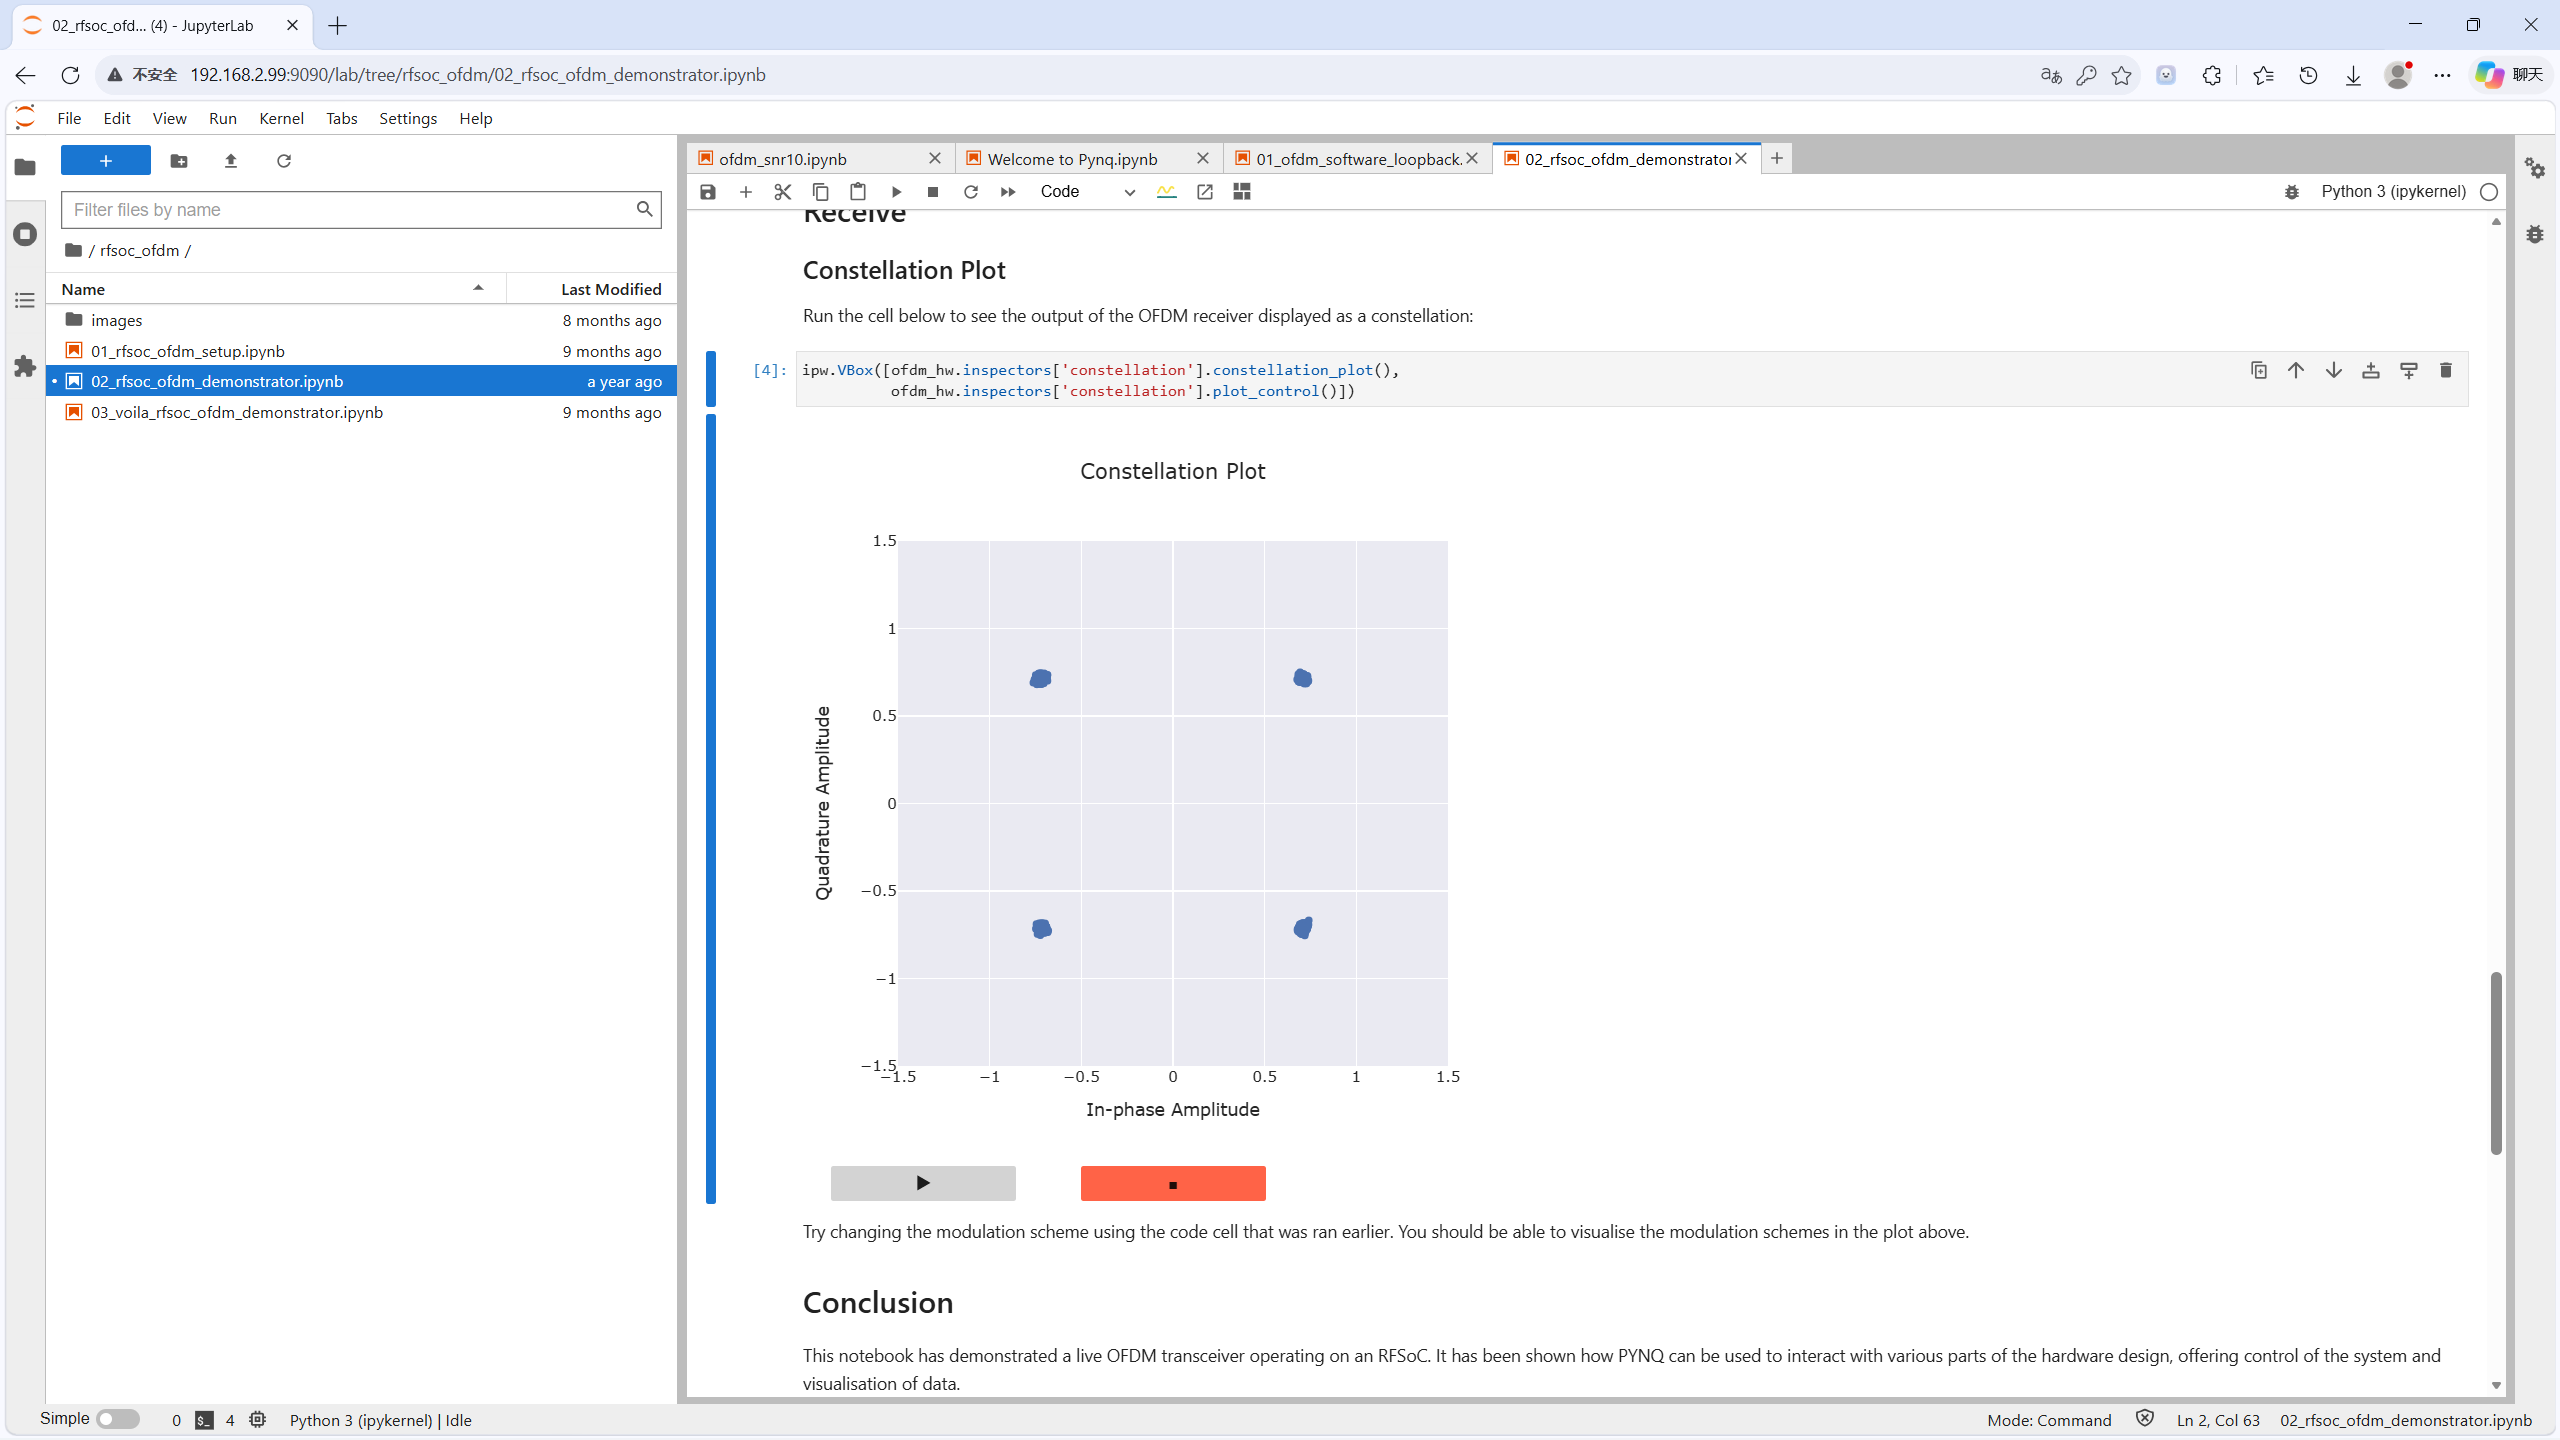 02_rfsoc_ofd... (4) - JupyterLab
不安全 192.168.2.99:9090/lab/tree/rfsoc_ofdm/02_rfsoc_ofdm_demonstrator.ipynb
聊天
File Edit View Run Kernel Tabs Settings Help
+
Filter files by name
/ rfsoc_ofdm /
Name Last Modified
images 8 months ago
01_rfsoc_ofdm_setup.ipynb 9 months ago
02_rfsoc_ofdm_demonstrator.ipynb a year ago
03_voila_rfsoc_ofdm_demonstrator.ipynb 9 months ago
ofdm_snr10.ipynb Welcome to Pynq.ipynb 01_ofdm_software_loopback. 02_rfsoc_ofdm_demonstrator
Code Python 3 (ipykernel)
Receive
Constellation Plot
Run the cell below to see the output of the OFDM receiver displayed as a constellation:
[4]: ipw.VBox([ofdm_hw.inspectors['constellation'].constellation_plot(),
ofdm_hw.inspectors['constellation'].plot_control()])
Constellation Plot
1.5
1
0.5
0
−0.5
−1
−1.5
Quadrature Amplitude
−1.5 −1 −0.5 0 0.5 1 1.5
In-phase Amplitude
Try changing the modulation scheme using the code cell that was ran earlier. You should be able to visualise the modulation schemes in the plot above.
Conclusion
This notebook has demonstrated a live OFDM transceiver operating on an RFSoC. It has been shown how PYNQ can be used to interact with various parts of the hardware design, offering control of the system and
visualisation of data.
Simple 0 4 Python 3 (ipykernel) | Idle Mode: Command Ln 2, Col 63 02_rfsoc_ofdm_demonstrator.ipynb